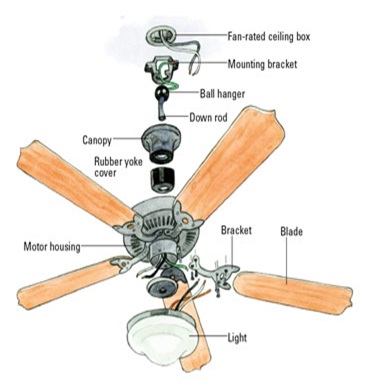 Fan-rated ceiling box
Mounting bracket
Ball hanger
Down rod
Canopy
Rubber yoke
cover
Bracket
Blade
Motor housing
Light